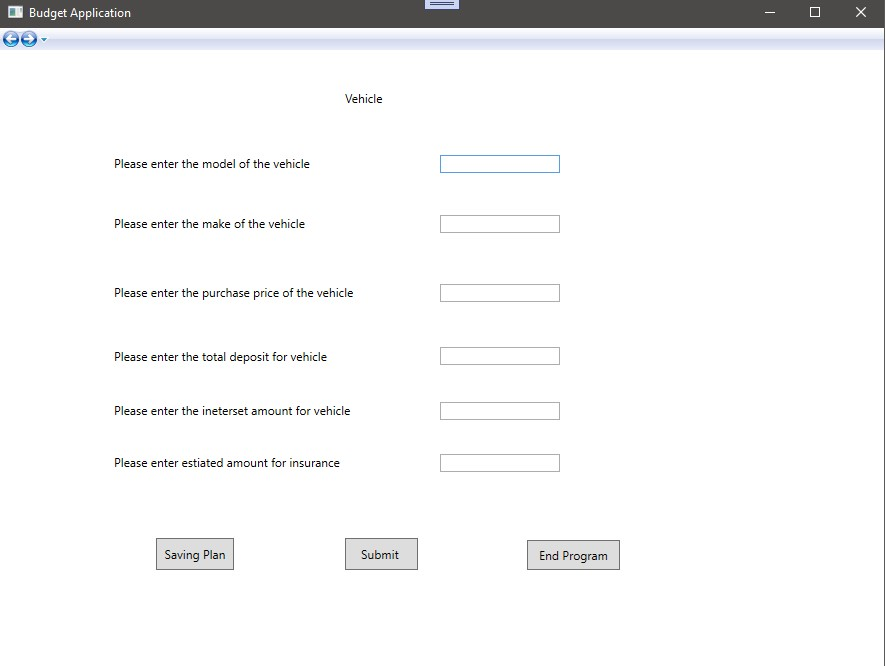 Budget Application
Vehicle
Please enter the model of the vehicle
Please enter the make of the vehicle
Please enter the purchase price of the vehicle
Please enter the total deposit for vehicle
Please enter the ineterset amount for vehicle
Please enter estiated amount for insurance
Saving Plan
Submit
End Program